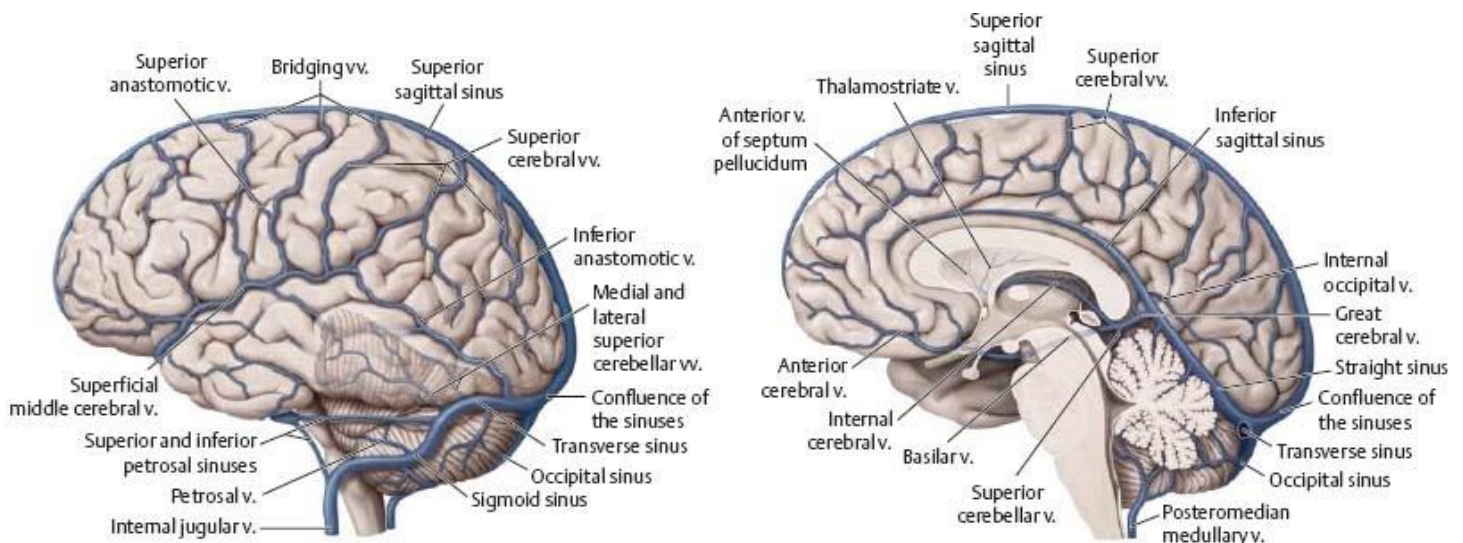 Superior
anastomotic v.
Bridging vv.
Superior
sagittal sinus
Superior
cerebral vv.
Inferior
anastomotic v.
Medial and
lateral
superior
cerebellar vv.
Confluence of
the sinuses
Transverse sinus
Occipital sinus
Sigmoid sinus
Superficial
middle cerebral v.
Superior and inferior
petrosal sinuses
Petrosal v.
Internal jugular v.
Superior
sagittal
sinus
Superior
cerebral vv.
Thalamostriate v.
Anterior v.
of septum
pellucidum
Inferior
sagittal sinus
Internal
occipital v.
Great
cerebral v.
Straight sinus
Confluence of
the sinuses
Transverse sinus
Occipital sinus
Posteromedian
medullary v.
Anterior
cerebral v.
Internal
cerebral v.
Basilar v.
Superior
cerebellar v.